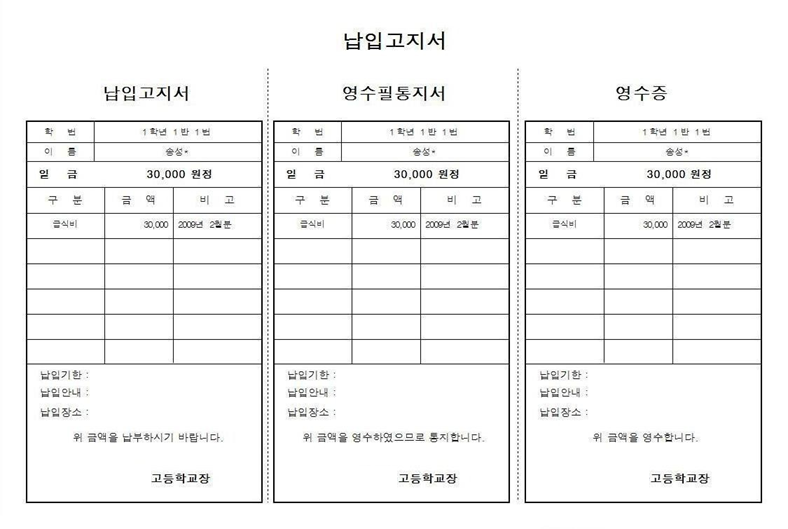 납입고지서
납입고지서
학 번 1학년 1반 1번
이 름 송성*
일 금 30,000 원정
구 분 금 액 비 고
급식비 30,000 2009년 2월분
납입기한 :
납입안내 :
납입장소 :
위 금액을 납부하시기 바랍니다.
고등학교장
영수필통지서
학 번 1학년 1반 1번
이 름 송성*
일 금 30,000 원정
구 분 금 액 비 고
급식비 30,000 2009년 2월분
납입기한 :
납입안내 :
납입장소 :
위 금액을 영수하였으므로 통지합니다.
고등학교장
영수증
학 번 1학년 1반 1번
이 름 송성*
일 금 30,000 원정
구 분 금 액 비 고
급식비 30,000 2009년 2월분
납입기한 :
납입안내 :
납입장소 :
위 금액을 영수합니다.
고등학교장